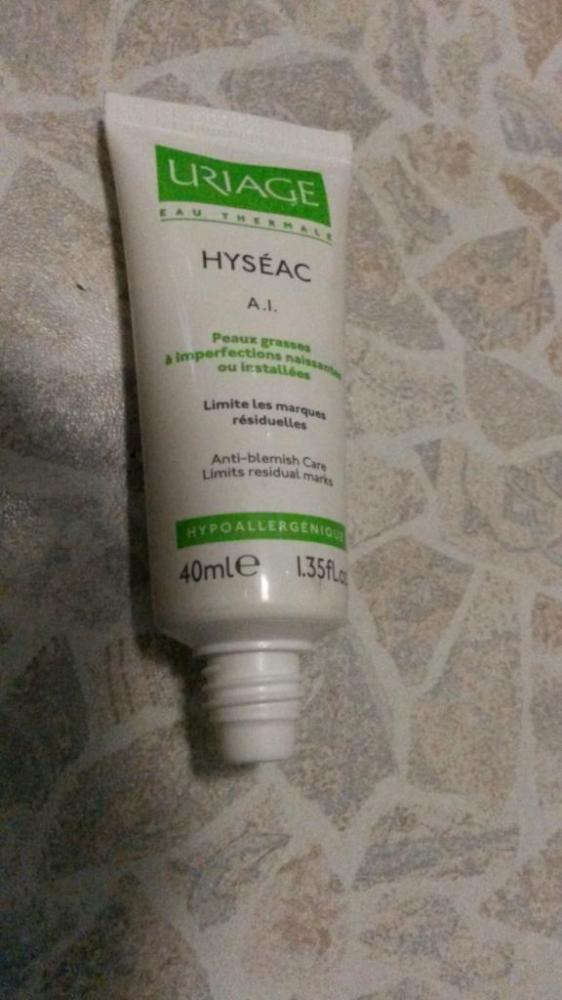 URIAGE
EAU THERMALE
HYSÉAC
A.I.
Peaux grasses
à imperfections naissantes
ou installées
Limite les marques
résiduelles
Anti-blemish Care
Limits residual marks
HYPOALLERGÉNIQUE
40ml℮ 1.35fl.oz